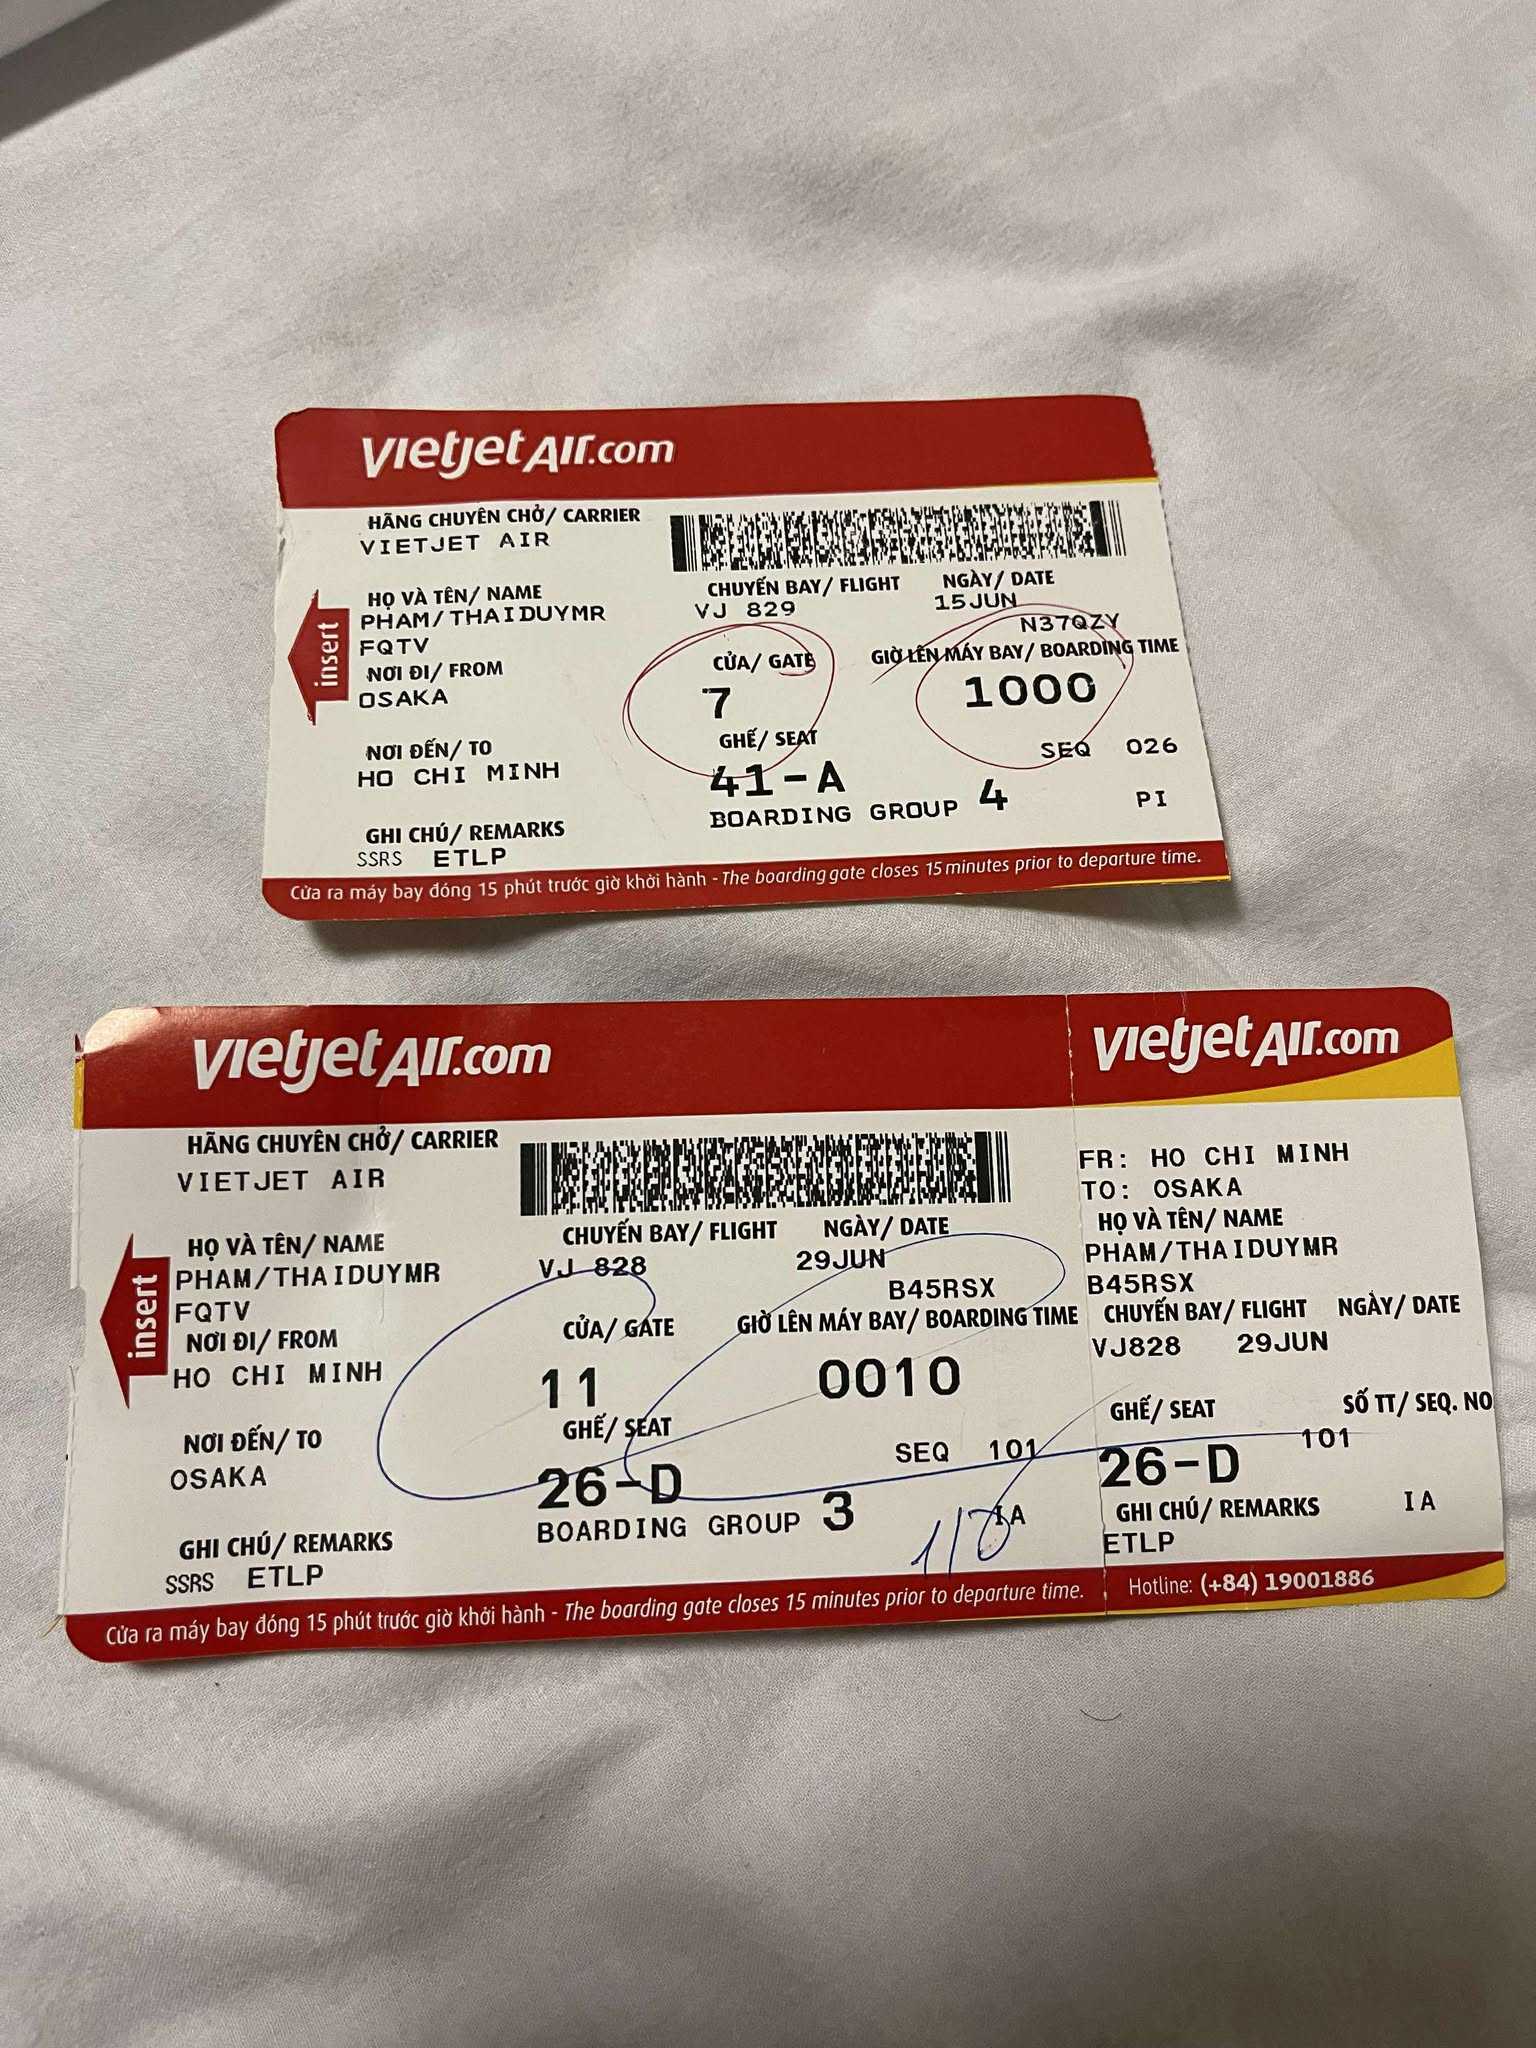 vietjetAir.com
HÃNG CHUYÊN CHỞ/ CARRIER
VIETJET AIR
HỌ VÀ TÊN/ NAME
PHAM/THAIDUYMR
FQTV
NƠI ĐI/ FROM
OSAKA
NƠI ĐẾN/ TO
HO CHI MINH
GHI CHÚ/ REMARKS
SSRS ETLP
insert
CHUYẾN BAY/ FLIGHT NGÀY/ DATE
VJ 829 15JUN
N37QZY
CỬA/ GATE GIỜ LÊN MÁY BAY/ BOARDING TIME
7 1000
GHẾ/ SEAT SEQ 026
41-A
BOARDING GROUP 4 PI
Cửa ra máy bay đóng 15 phút trước giờ khởi hành - The boarding gate closes 15 minutes prior to departure time.
vietjetAir.com
HÃNG CHUYÊN CHỞ/ CARRIER
VIETJET AIR
HỌ VÀ TÊN/ NAME
PHAM/THAIDUYMR
FQTV
NƠI ĐI/ FROM
HO CHI MINH
NƠI ĐẾN/ TO
OSAKA
GHI CHÚ/ REMARKS
SSRS ETLP
insert
CHUYẾN BAY/ FLIGHT NGÀY/ DATE
VJ 828 29JUN
B45RSX
CỬA/ GATE GIỜ LÊN MÁY BAY/ BOARDING TIME
11 0010
GHẾ/ SEAT SEQ 101
26-D
BOARDING GROUP 3 IA
Cửa ra máy bay đóng 15 phút trước giờ khởi hành - The boarding gate closes 15 minutes prior to departure time.
vietjetAir.com
FR: HO CHI MINH
TO: OSAKA
HỌ VÀ TÊN/ NAME
PHAM/THAIDUYMR
B45RSX
CHUYẾN BAY/ FLIGHT NGÀY/ DATE
VJ828 29JUN
GHẾ/ SEAT SỐ TT/ SEQ. NO
26-D 101
GHI CHÚ/ REMARKS IA
ETLP
Hotline: (+84) 19001886